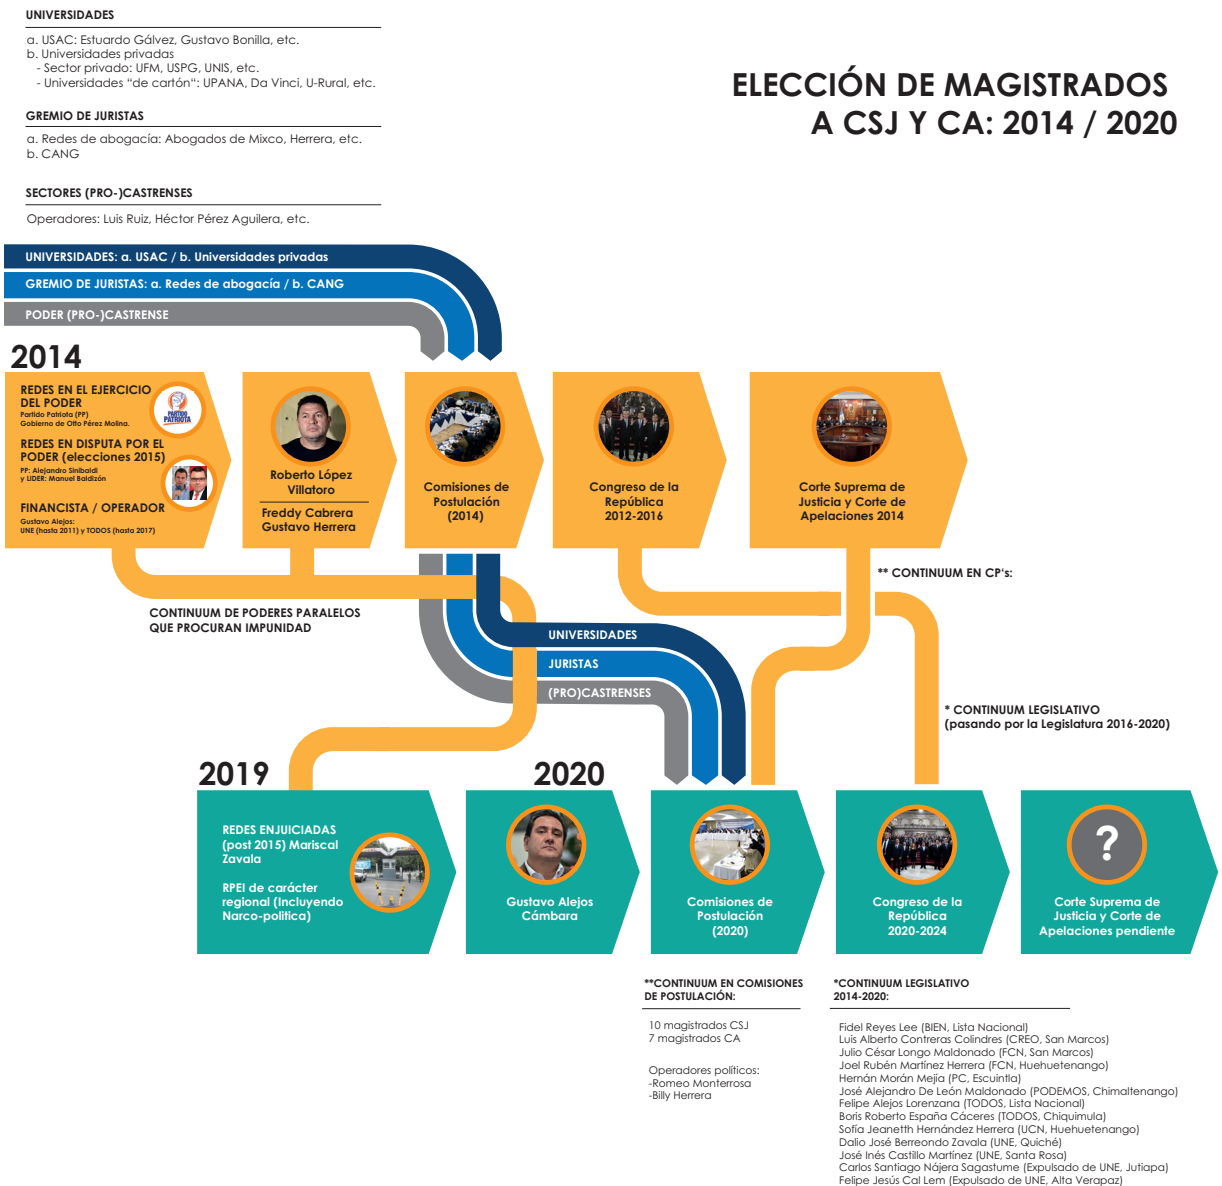 UNIVERSIDADES
a. USAC: Estuardo Gálvez, Gustavo Bonilla, etc.
b. Universidades privadas
- Sector privado: UFM, USPG, UNIS, etc.
- Universidades “de cartón“: UPANA, Da Vinci, U-Rural, etc.
GREMIO DE JURISTAS
a. Redes de abogacía: Abogados de Mixco, Herrera, etc.
b. CANG
SECTORES (PRO-)CASTRENSES
Operadores: Luis Ruiz, Héctor Pérez Aguilera, etc.
ELECCIÓN DE MAGISTRADOS
A CSJ Y CA: 2014 / 2020
UNIVERSIDADES: a. USAC / b. Universidades privadas
GREMIO DE JURISTAS: a. Redes de abogacía / b. CANG
PODER (PRO-)CASTRENSE
2014
REDES EN EL EJERCICIO
DEL PODER
Partido Patriota (PP)
Gobierno de Otto Pérez Molina.
PARTIDO
PATRIOTA
REDES EN DISPUTA POR EL
PODER (elecciones 2015)
PP: Alejandro Sinibaldi
y LIDER: Manuel Baldizón
FINANCISTA / OPERADOR
Gustavo Alejos:
UNE (hasta 2011) y TODOS (hasta 2017)
Roberto López
Villatoro
Freddy Cabrera
Gustavo Herrera
Comisiones de
Postulación
(2014)
Congreso de la
República
2012-2016
Corte Suprema de
Justicia y Corte de
Apelaciones 2014
** CONTINUUM EN CP's:
CONTINUUM DE PODERES PARALELOS
QUE PROCURAN IMPUNIDAD
UNIVERSIDADES
JURISTAS
(PRO)CASTRENSES
* CONTINUUM LEGISLATIVO
(pasando por la Legislatura 2016-2020)
2019
2020
REDES ENJUICIADAS
(post 2015) Mariscal
Zavala
RPEI de carácter
regional (Incluyendo
Narco-politica)
Gustavo Alejos
Cámbara
Comisiones de
Postulación
(2020)
Congreso de la
República
2020-2024
?
Corte Suprema de
Justicia y Corte de
Apelaciones pendiente
**CONTINUUM EN COMISIONES
DE POSTULACIÓN:
10 magistrados CSJ
7 magistrados CA
Operadores políticos:
-Romeo Monterrosa
-Billy Herrera
*CONTINUUM LEGISLATIVO
2014-2020:
Fidel Reyes Lee (BIEN, Lista Nacional)
Luis Alberto Contreras Colindres (CREO, San Marcos)
Julio César Longo Maldonado (FCN, San Marcos)
Joel Rubén Martínez Herrera (FCN, Huehuetenango)
Hernán Morán Mejía (PC, Escuintla)
José Alejandro De León Maldonado (PODEMOS, Chimaltenango)
Felipe Alejos Lorenzana (TODOS, Lista Nacional)
Boris Roberto España Cáceres (TODOS, Chiquimula)
Sofía Jeanetth Hernández Herrera (UCN, Huehuetenango)
Dalio José Berreondo Zavala (UNE, Quiché)
José Inés Castillo Martínez (UNE, Santa Rosa)
Carlos Santiago Nájera Sagastume (Expulsado de UNE, Jutiapa)
Felipe Jesús Cal Lem (Expulsado de UNE, Alta Verapaz)